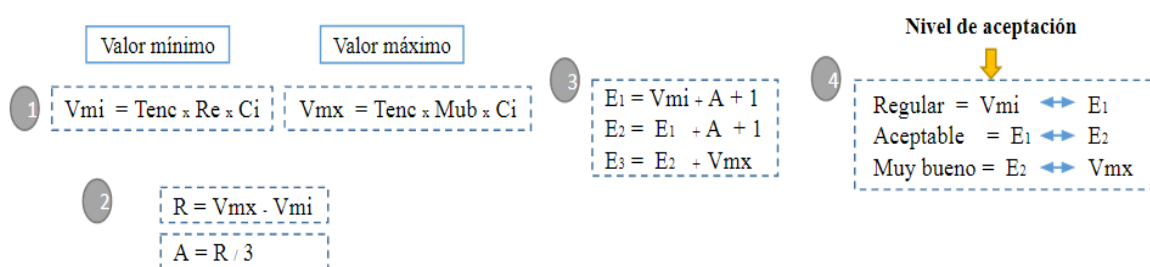 Nivel de aceptación
Valor mínimo
Valor máximo
1
Vmi = Tenc x Re x Ci
Vmx = Tenc x Mub x Ci
3
E1 = Vmi + A + 1
E2 = E1 + A + 1
E3 = E2 + Vmx
4
Regular = Vmi ↔ E1
Aceptable = E1 ↔ E2
Muy bueno = E2 ↔ Vmx
2
R = Vmx - Vmi
A = R / 3